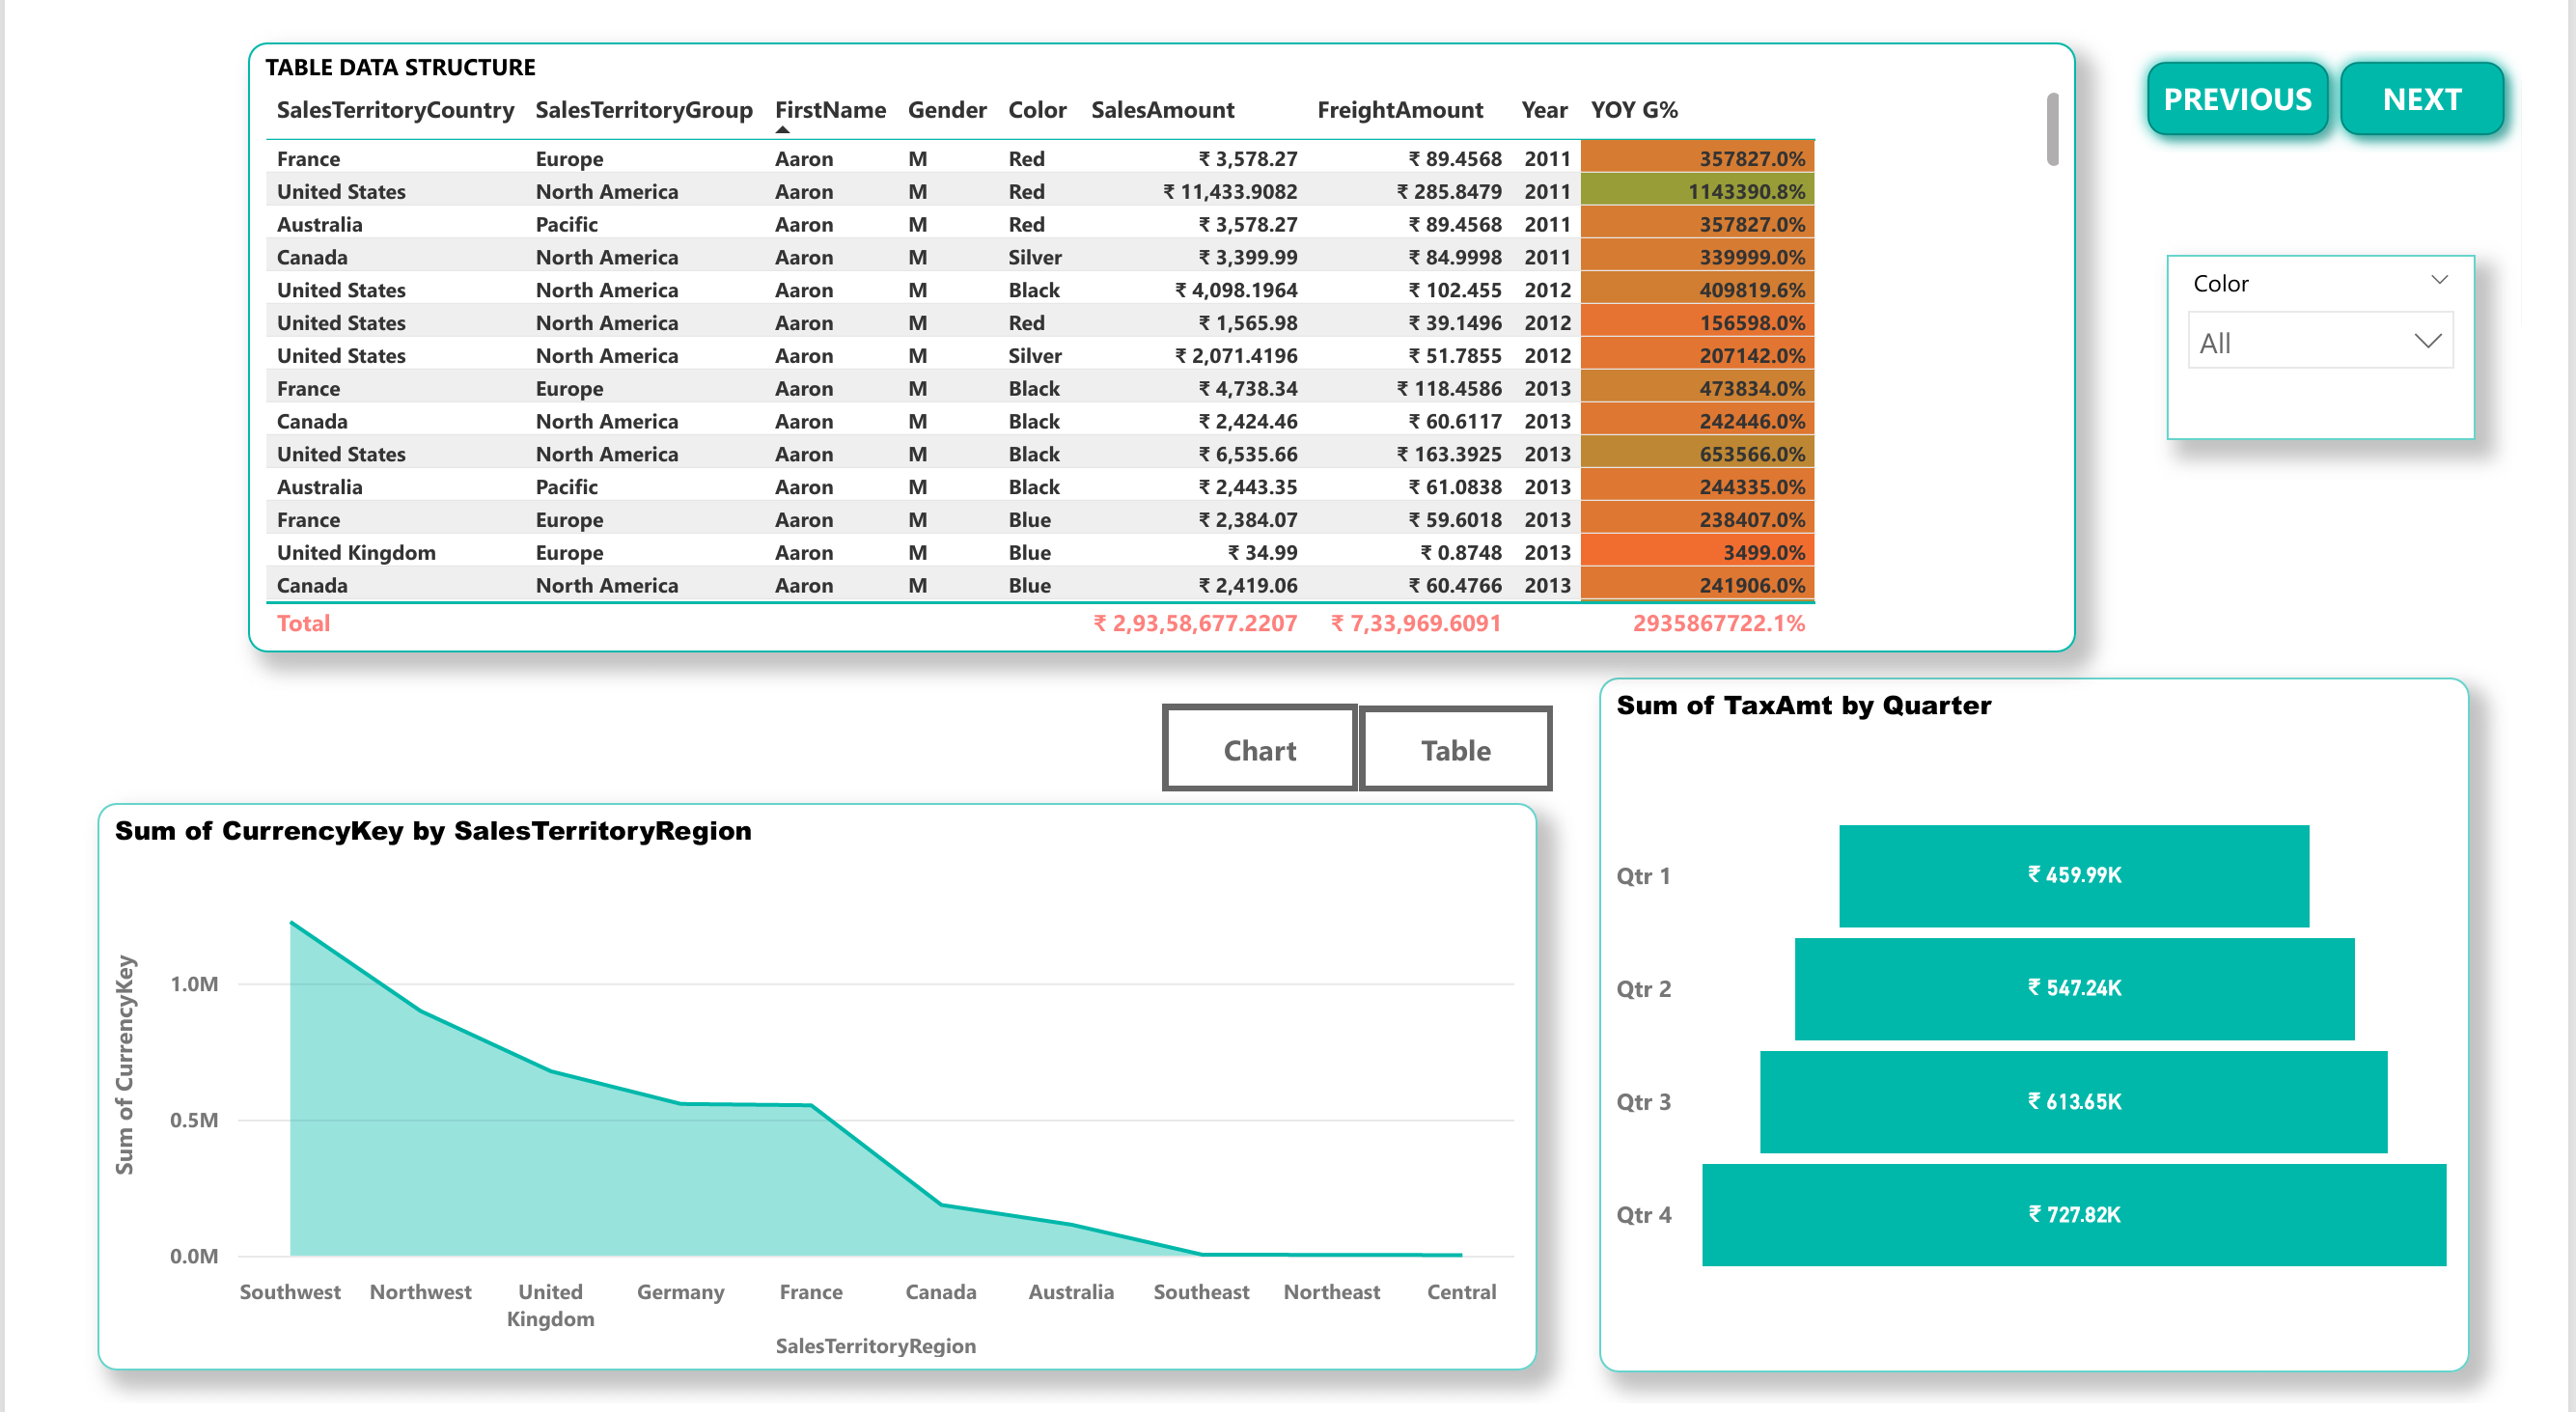 TABLE DATA STRUCTURE
SalesTerritoryCountry SalesTerritoryGroup FirstName Gender Color SalesAmount FreightAmount Year YOY G%
France Europe Aaron M Red ₹ 3,578.27 ₹ 89.4568 2011 357827.0%
United States North America Aaron M Red ₹ 11,433.9082 ₹ 285.8479 2011 1143390.8%
Australia Pacific Aaron M Red ₹ 3,578.27 ₹ 89.4568 2011 357827.0%
Canada North America Aaron M Silver ₹ 3,399.99 ₹ 84.9998 2011 339999.0%
United States North America Aaron M Black ₹ 4,098.1964 ₹ 102.455 2012 409819.6%
United States North America Aaron M Red ₹ 1,565.98 ₹ 39.1496 2012 156598.0%
United States North America Aaron M Silver ₹ 2,071.4196 ₹ 51.7855 2012 207142.0%
France Europe Aaron M Black ₹ 4,738.34 ₹ 118.4586 2013 473834.0%
Canada North America Aaron M Black ₹ 2,424.46 ₹ 60.6117 2013 242446.0%
United States North America Aaron M Black ₹ 6,535.66 ₹ 163.3925 2013 653566.0%
Australia Pacific Aaron M Black ₹ 2,443.35 ₹ 61.0838 2013 244335.0%
France Europe Aaron M Blue ₹ 2,384.07 ₹ 59.6018 2013 238407.0%
United Kingdom Europe Aaron M Blue ₹ 34.99 ₹ 0.8748 2013 3499.0%
Canada North America Aaron M Blue ₹ 2,419.06 ₹ 60.4766 2013 241906.0%
Total ₹ 2,93,58,677.2207 ₹ 7,33,969.6091 2935867722.1%
PREVIOUS NEXT
Color
All
Chart Table
Sum of CurrencyKey by SalesTerritoryRegion
Sum of CurrencyKey
1.0M
0.5M
0.0M
Southwest Northwest United Kingdom Germany France Canada Australia Southeast Northeast Central
SalesTerritoryRegion
Sum of TaxAmt by Quarter
Qtr 1 ₹ 459.99K
Qtr 2 ₹ 547.24K
Qtr 3 ₹ 613.65K
Qtr 4 ₹ 727.82K